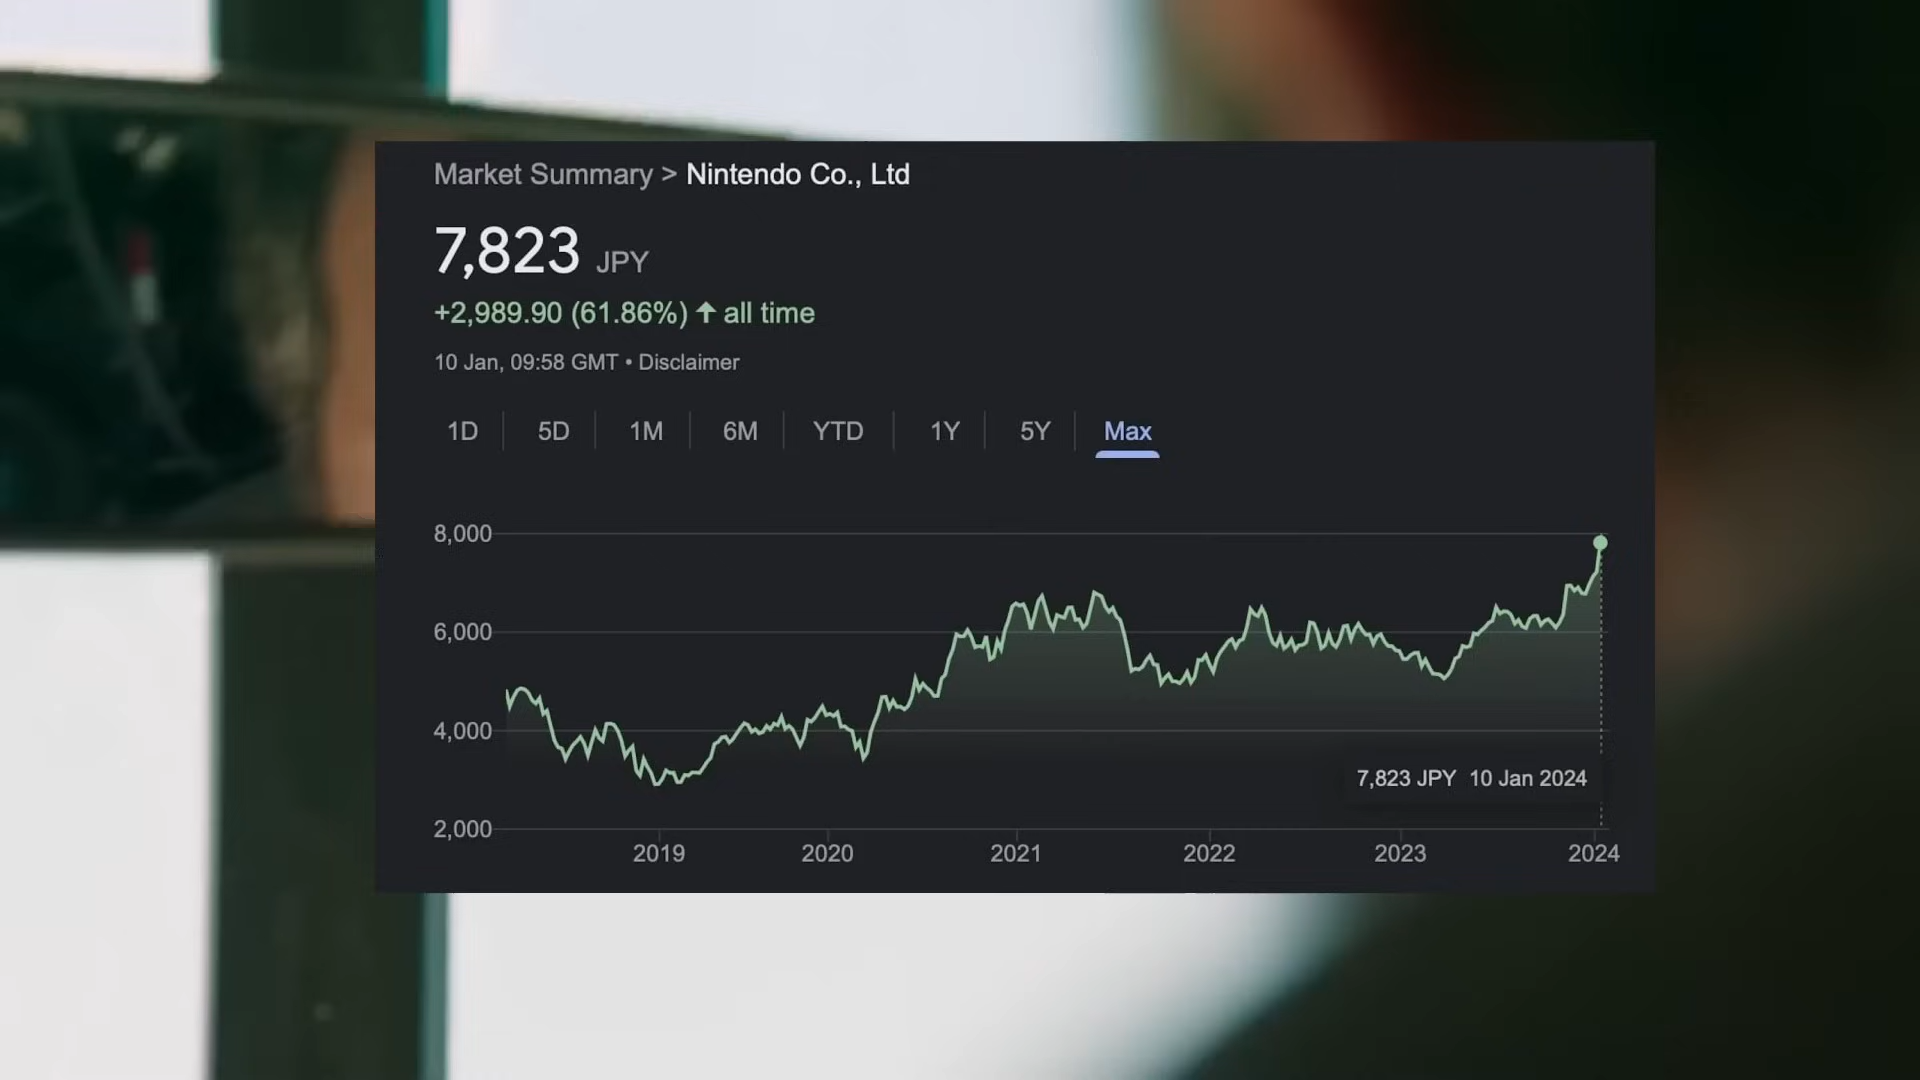 Market Summary > Nintendo Co., Ltd
7,823 JPY
+2,989.90 (61.86%) ↑ all time
10 Jan, 09:58 GMT • Disclaimer
1D 5D 1M 6M YTD 1Y 5Y Max
8,000
6,000
4,000
7,823 JPY 10 Jan 2024
2,000
2019 2020 2021 2022 2023 2024